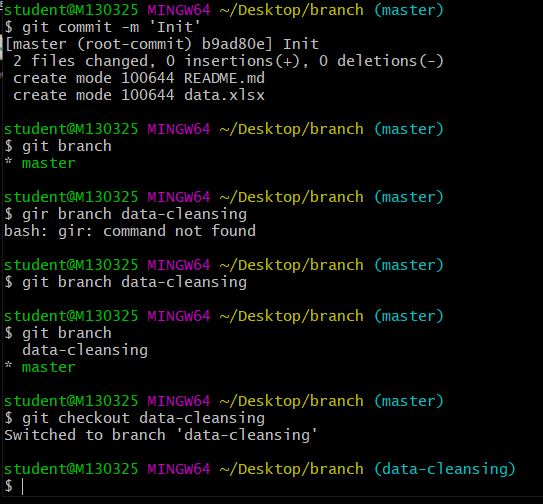 student@M130325 MINGW64 ~/Desktop/branch (master)
$ git commit -m 'Init'
[master (root-commit) b9ad80e] Init
 2 files changed, 0 insertions(+), 0 deletions(-)
 create mode 100644 README.md
 create mode 100644 data.xlsx

student@M130325 MINGW64 ~/Desktop/branch (master)
$ git branch
* master

student@M130325 MINGW64 ~/Desktop/branch (master)
$ gir branch data-cleansing
bash: gir: command not found

student@M130325 MINGW64 ~/Desktop/branch (master)
$ git branch data-cleansing

student@M130325 MINGW64 ~/Desktop/branch (master)
$ git branch
  data-cleansing
* master

student@M130325 MINGW64 ~/Desktop/branch (master)
$ git checkout data-cleansing
Switched to branch 'data-cleansing'

student@M130325 MINGW64 ~/Desktop/branch (data-cleansing)
$